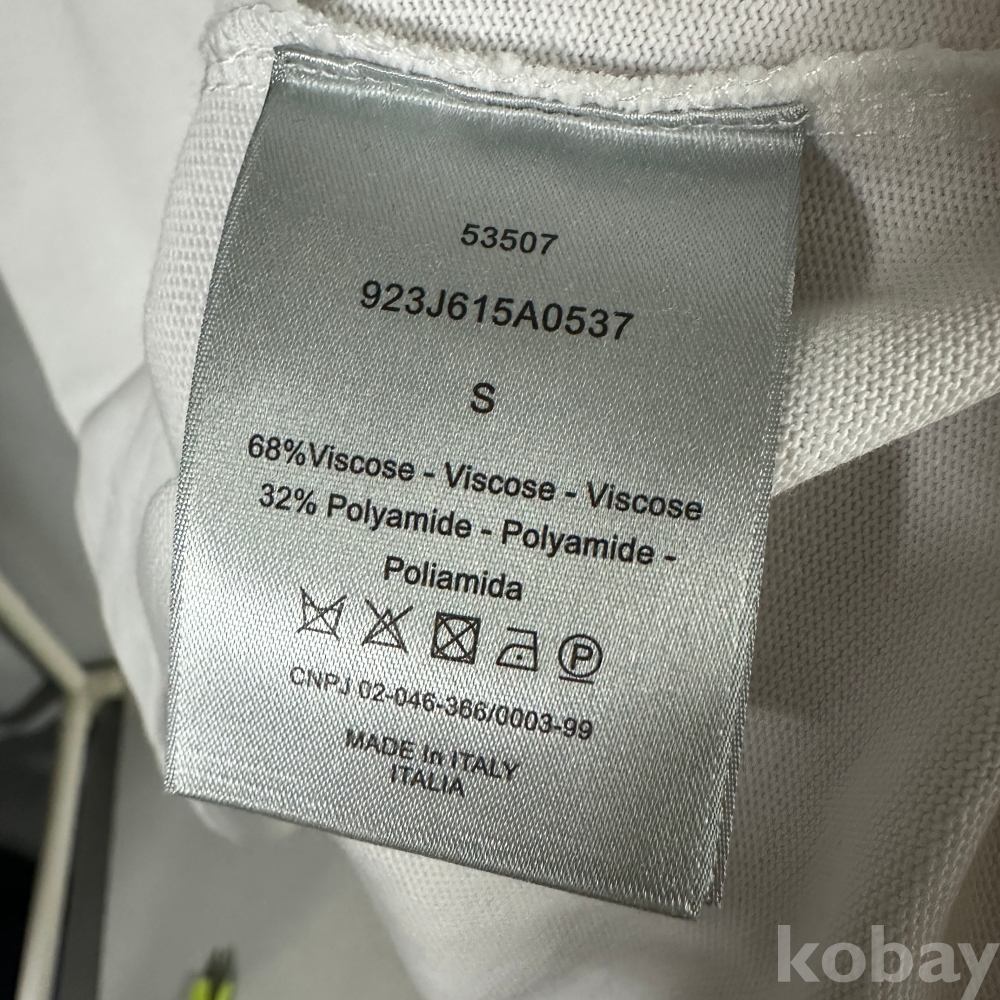 53507
923J615A0537
S
68%Viscose - Viscose - Viscose
32% Polyamide - Polyamide -
Poliamida
P
CNPJ 02-046-366/0003-99
MADE In ITALY
ITALIA
kobay